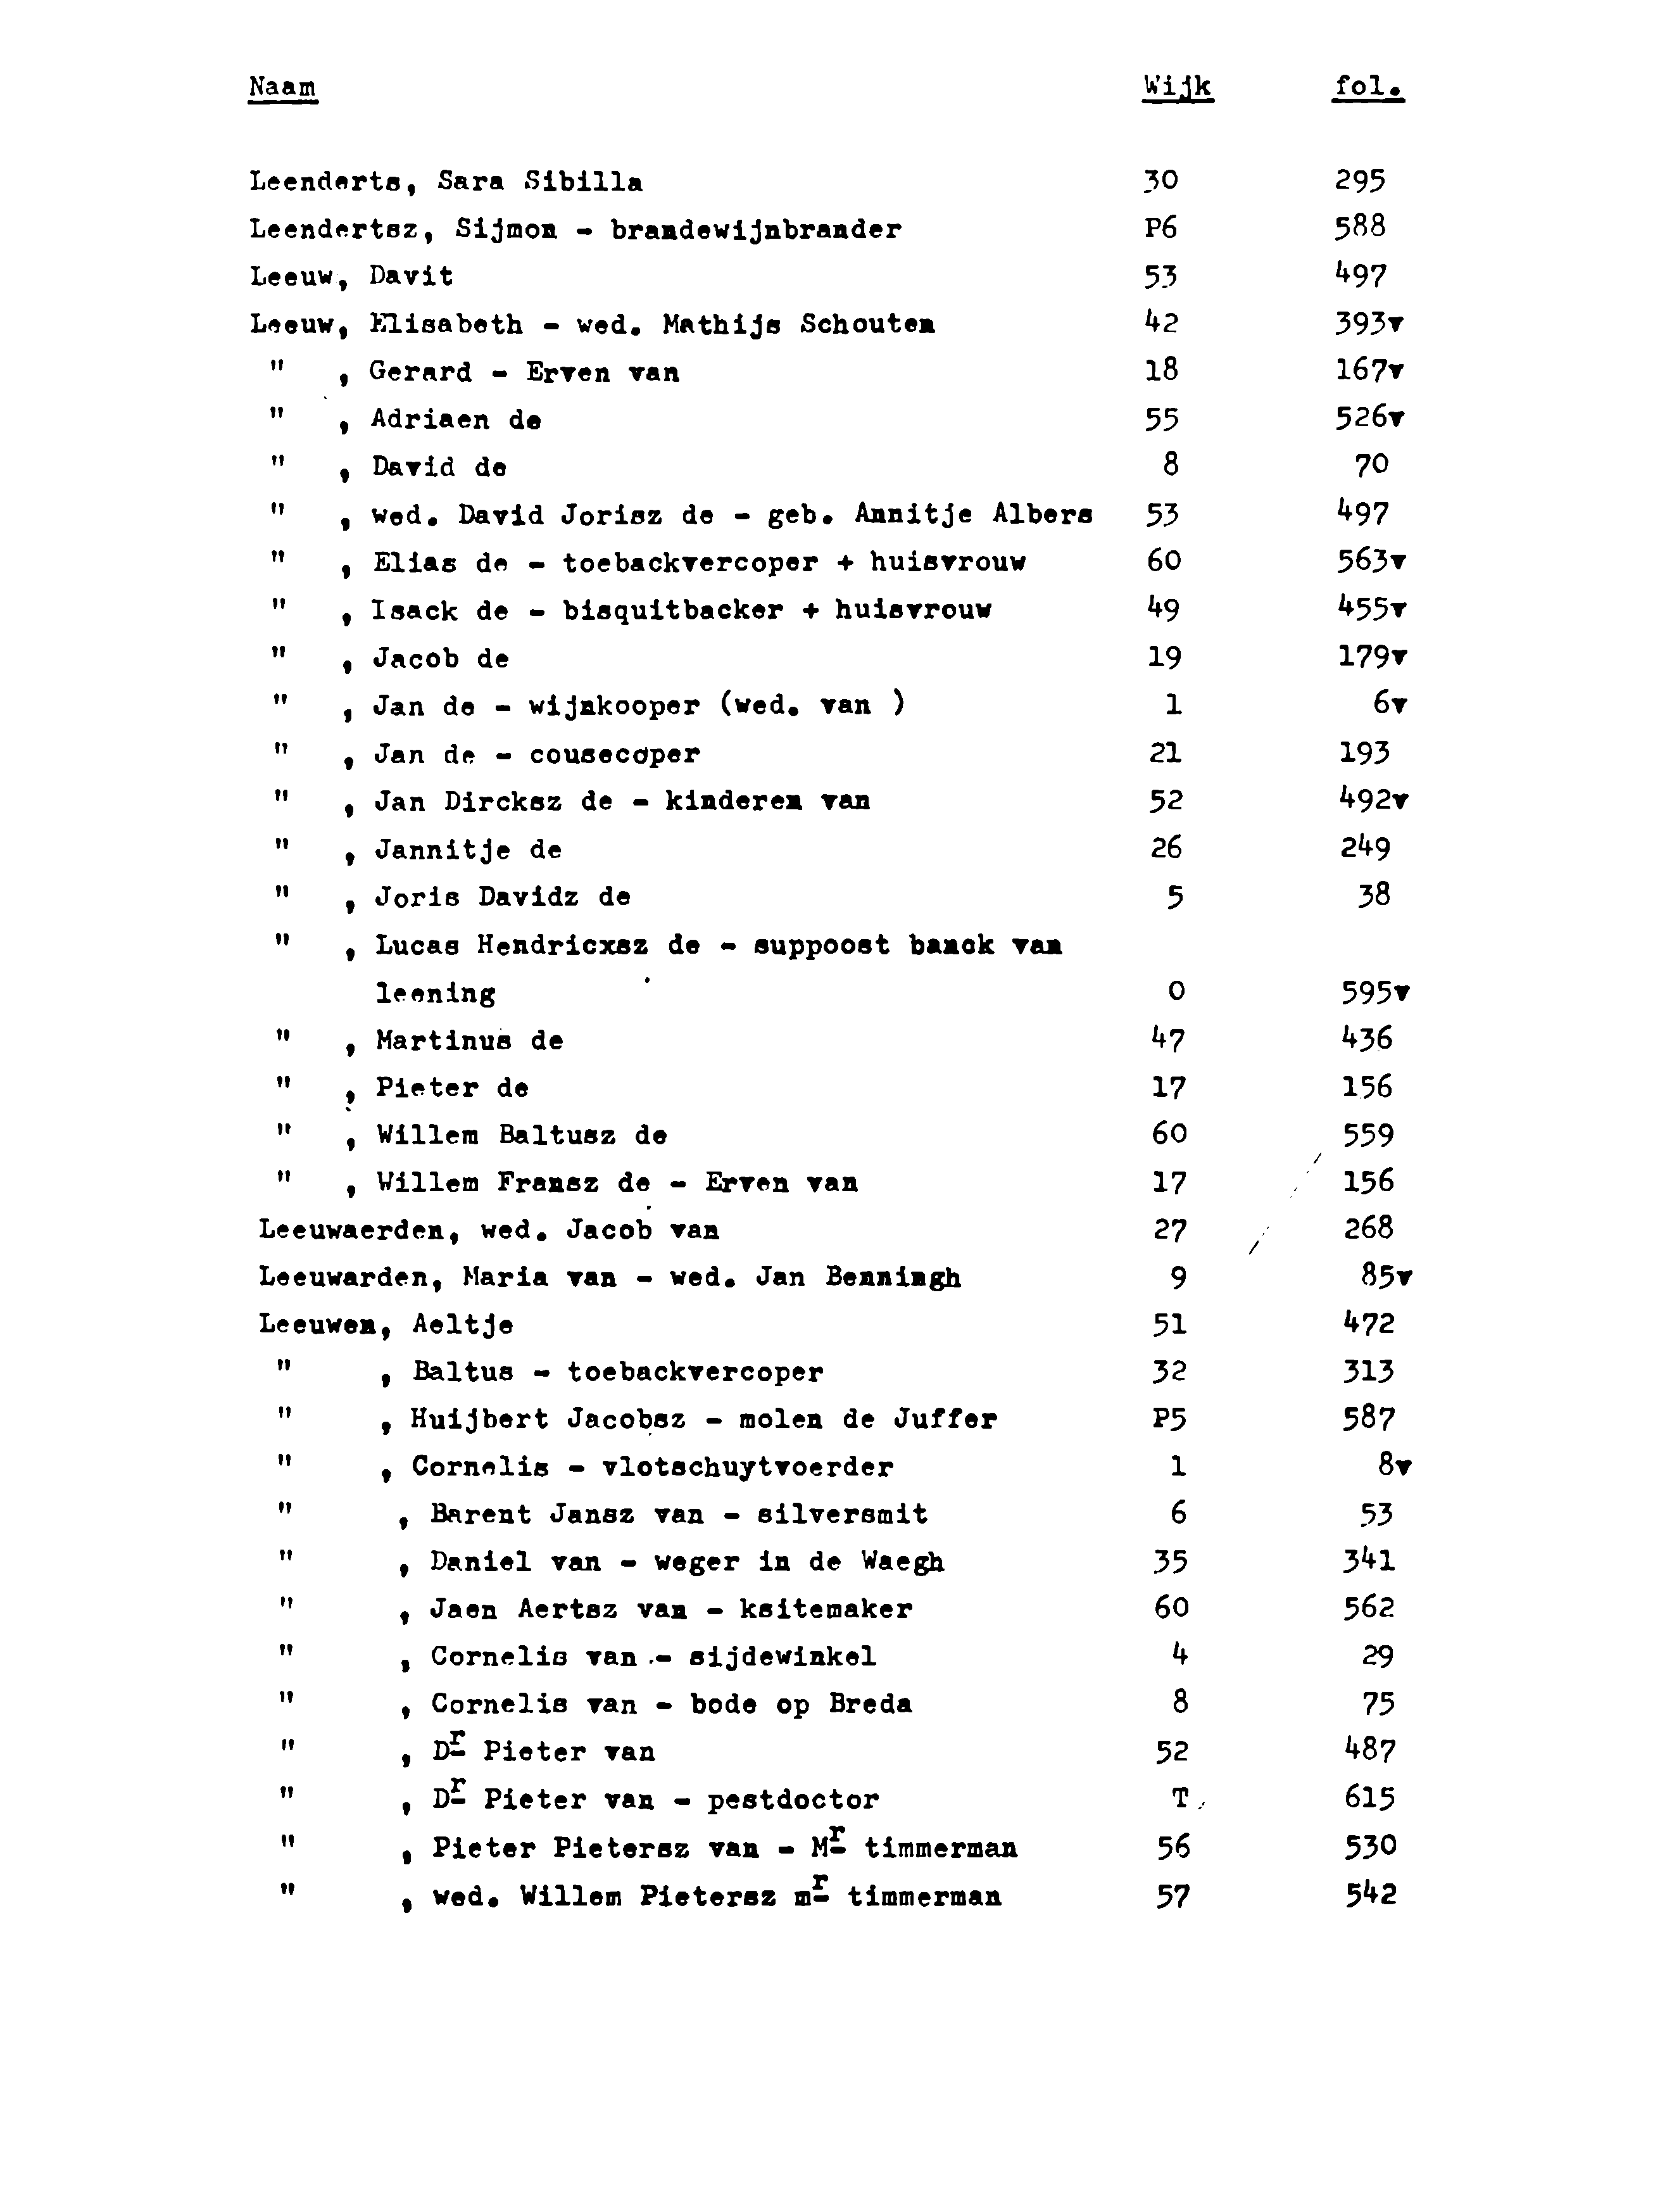 Naam Wijk fol.
Leenderts, Sara Sibilla 30 295
Leendertsz, Sijmon - brandewijnbrander P6 588
Leeuw, Davit 53 497
Leeuw, Elisabeth - wed. Mathijs Schouten 42 393v
" , Gerard - Erven van 18 167v
" , Adriaen de 55 526v
" , David de 8 70
" , wed. David Jorisz de - geb. Annitje Albers 53 497
" , Elias de - toebackvercoper + huisvrouw 60 563v
" , Isack de - bisquitbacker + huisvrouw 49 455v
" , Jacob de 19 179v
" , Jan de - wijnkooper (wed. van ) 1 6v
" , Jan de - cousecoper 21 193
" , Jan Dircksz de - kinderen van 52 492v
" , Jannitje de 26 249
" , Joris Davidz de 5 38
" , Lucas Hendricxsz de - suppoost banck van
leening 0 595v
" , Martinus de 47 436
" , Pieter de 17 156
" , Willem Baltusz de 60 559
" , Willem Fransz de - Erven van 17 156
Leeuwaerden, wed. Jacob van 27 268
Leeuwarden, Maria van - wed. Jan Benningh 9 85v
Leeuwen, Aeltje 51 472
" , Baltus - toebackvercoper 32 313
" , Huijbert Jacobsz - molen de Juffer P5 587
" , Cornelis - vlotschuytvoerder 1 8v
" , Barent Jansz van - silversmit 6 53
" , Daniel van - weger in de Waegh 35 341
" , Jaen Aertsz van - ksitemaker 60 562
" , Cornelis van - sijdewinkel 4 29
" , Cornelis van - bode op Breda 8 75
" , Dr Pieter van 52 487
" , Dr Pieter van - pestdoctor T 615
" , Pieter Pietersz van - Mr timmerman 56 530
" , wed. Willem Pietersz mr timmerman 57 542